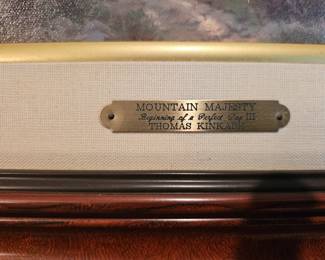 MOUNTAIN MAJESTY
Beginning of a Perfect Day III
THOMAS KINKADE